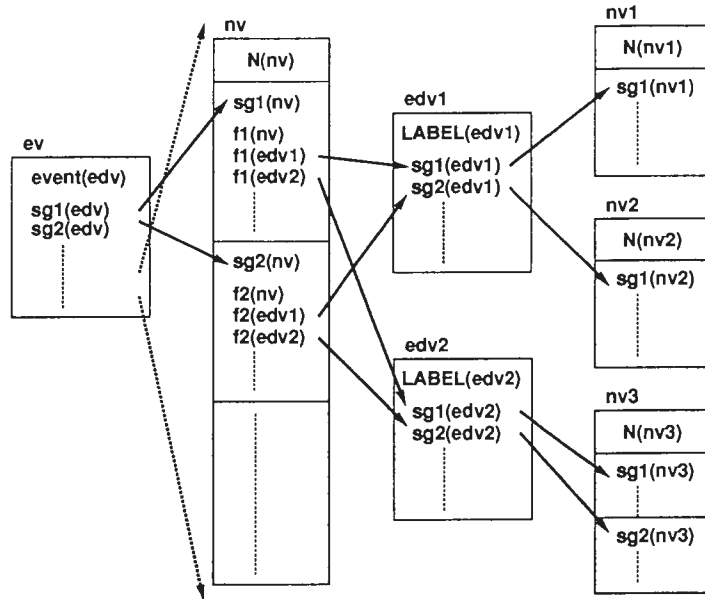 ev
event(edv)
sg1(edv)
sg2(edv)
nv
N(nv)
sg1(nv)
f1(nv)
f1(edv1)
f1(edv2)
sg2(nv)
f2(nv)
f2(edv1)
f2(edv2)
edv1
LABEL(edv1)
sg1(edv1)
sg2(edv1)
edv2
LABEL(edv2)
sg1(edv2)
sg2(edv2)
nv1
N(nv1)
sg1(nv1)
nv2
N(nv2)
sg1(nv2)
nv3
N(nv3)
sg1(nv3)
sg2(nv3)